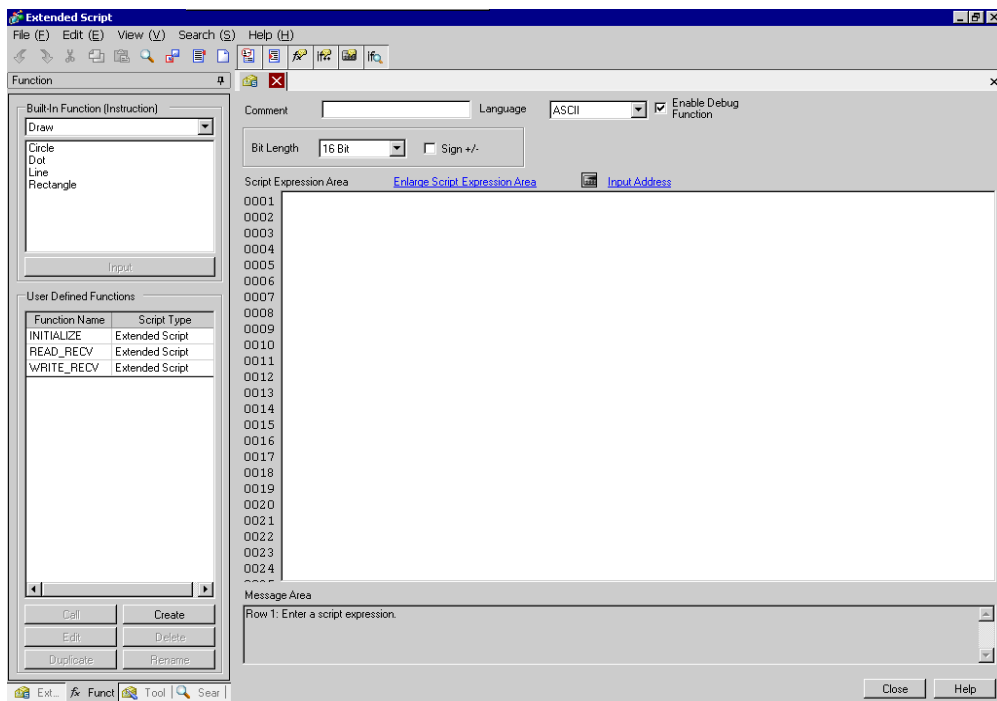 Extended Script
File (F) Edit (E) View (V) Search (S) Help (H)
Function
Built-In Function (Instruction)
Draw
Circle
Dot
Line
Rectangle
Input
User Defined Functions
Function Name Script Type
INITIALIZE Extended Script
READ_RECV Extended Script
WRITE_RECV Extended Script
Call Create
Edit Delete
Duplicate Rename
Ext... fx Funct Tool Sear
Comment Language ASCII Enable Debug
Function
Bit Length 16 Bit Sign +/-
Script Expression Area Enlarge Script Expression Area Input Address
0001
0002
0003
0004
0005
0006
0007
0008
0009
0010
0011
0012
0013
0014
0015
0016
0017
0018
0019
0020
0021
0022
0023
0024
Message Area
Row 1: Enter a script expression.
Close Help